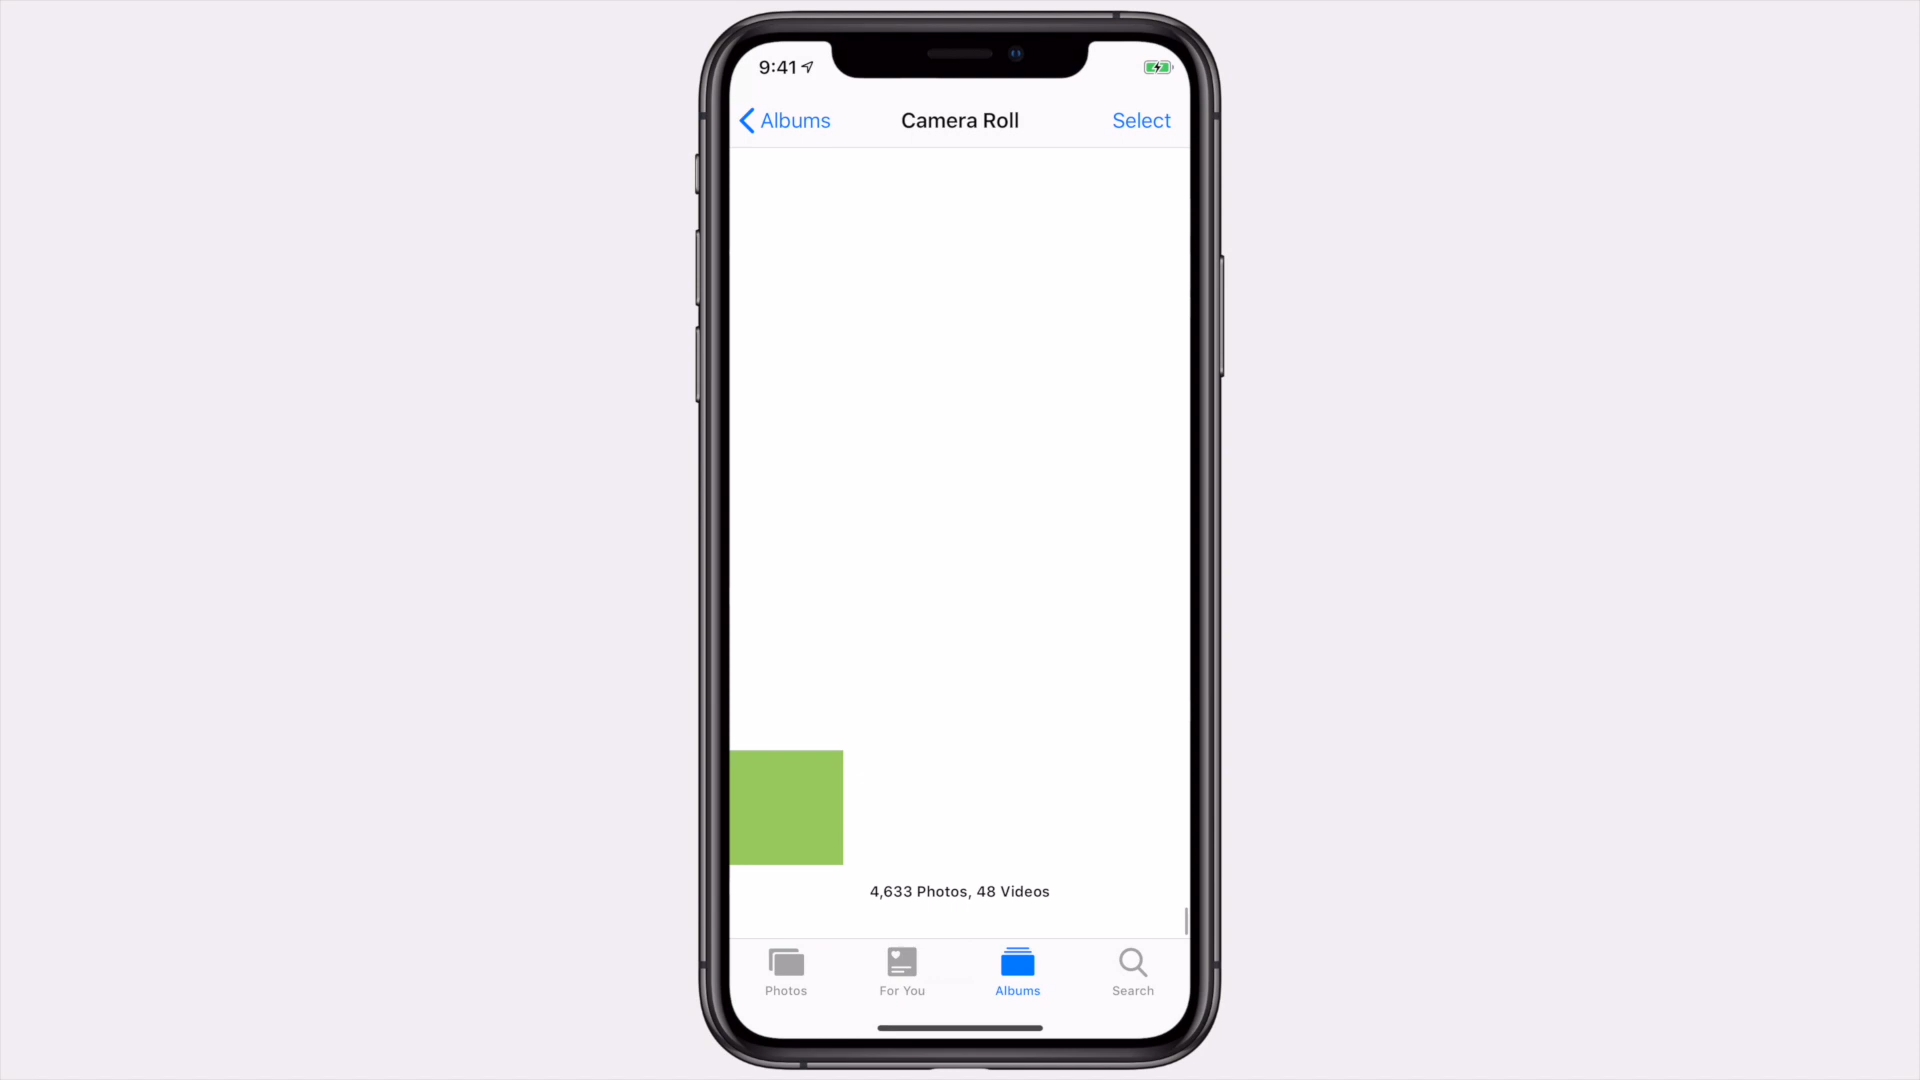 9:41
Albums
Camera Roll
Select
4,633 Photos, 48 Videos
Photos
For You
Albums
Search